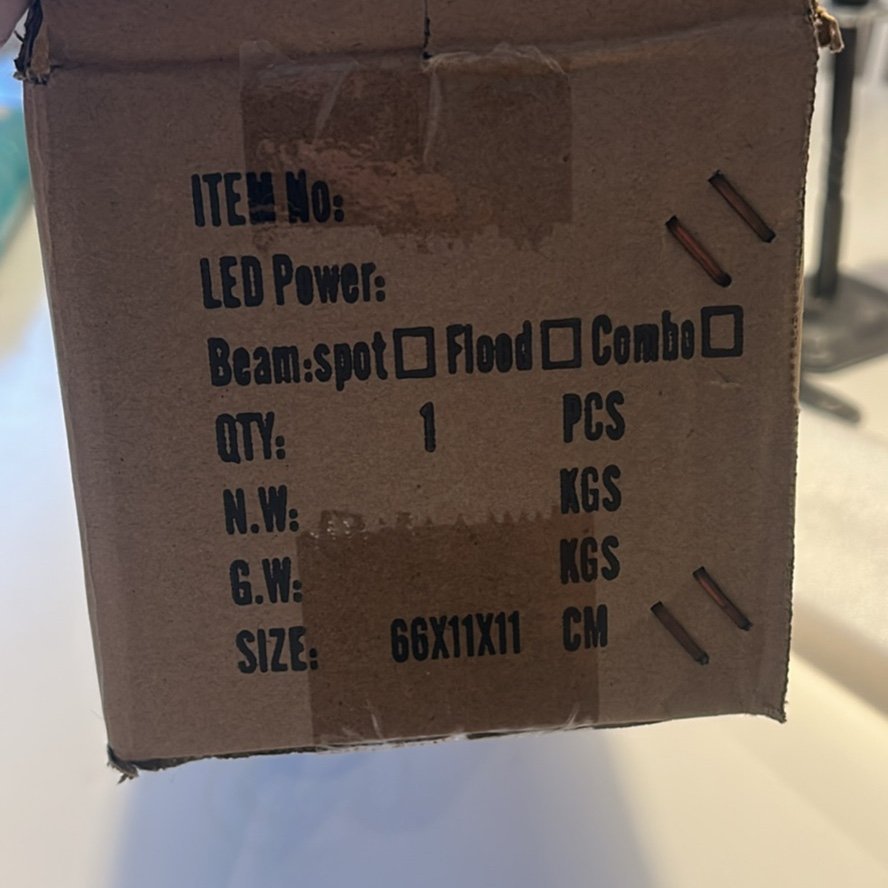 ITEM No:
LED Power:
Beam:spot□ Flood□ Combo□
QTY: 1 PCS
N.W: KGS
G.W: KGS
SIZE: 66X11X11 CM